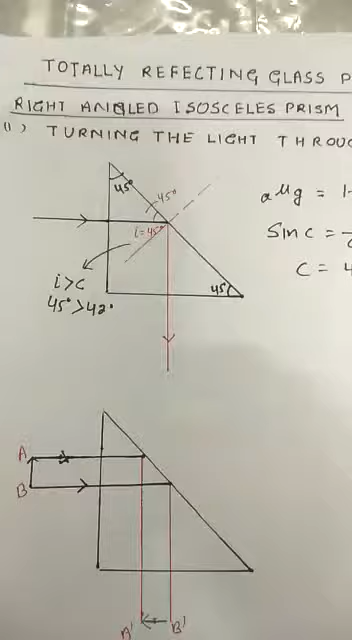 TOTALLY REFECTING GLASS P
RIGHT ANGLED ISOSCELES PRISM
(1) TURNING THE LIGHT THROUG
45°
45°
i=45°
aμg = 1
Sin c =
c = 4
i>c
45°>42°
45°
A
B
A' B'